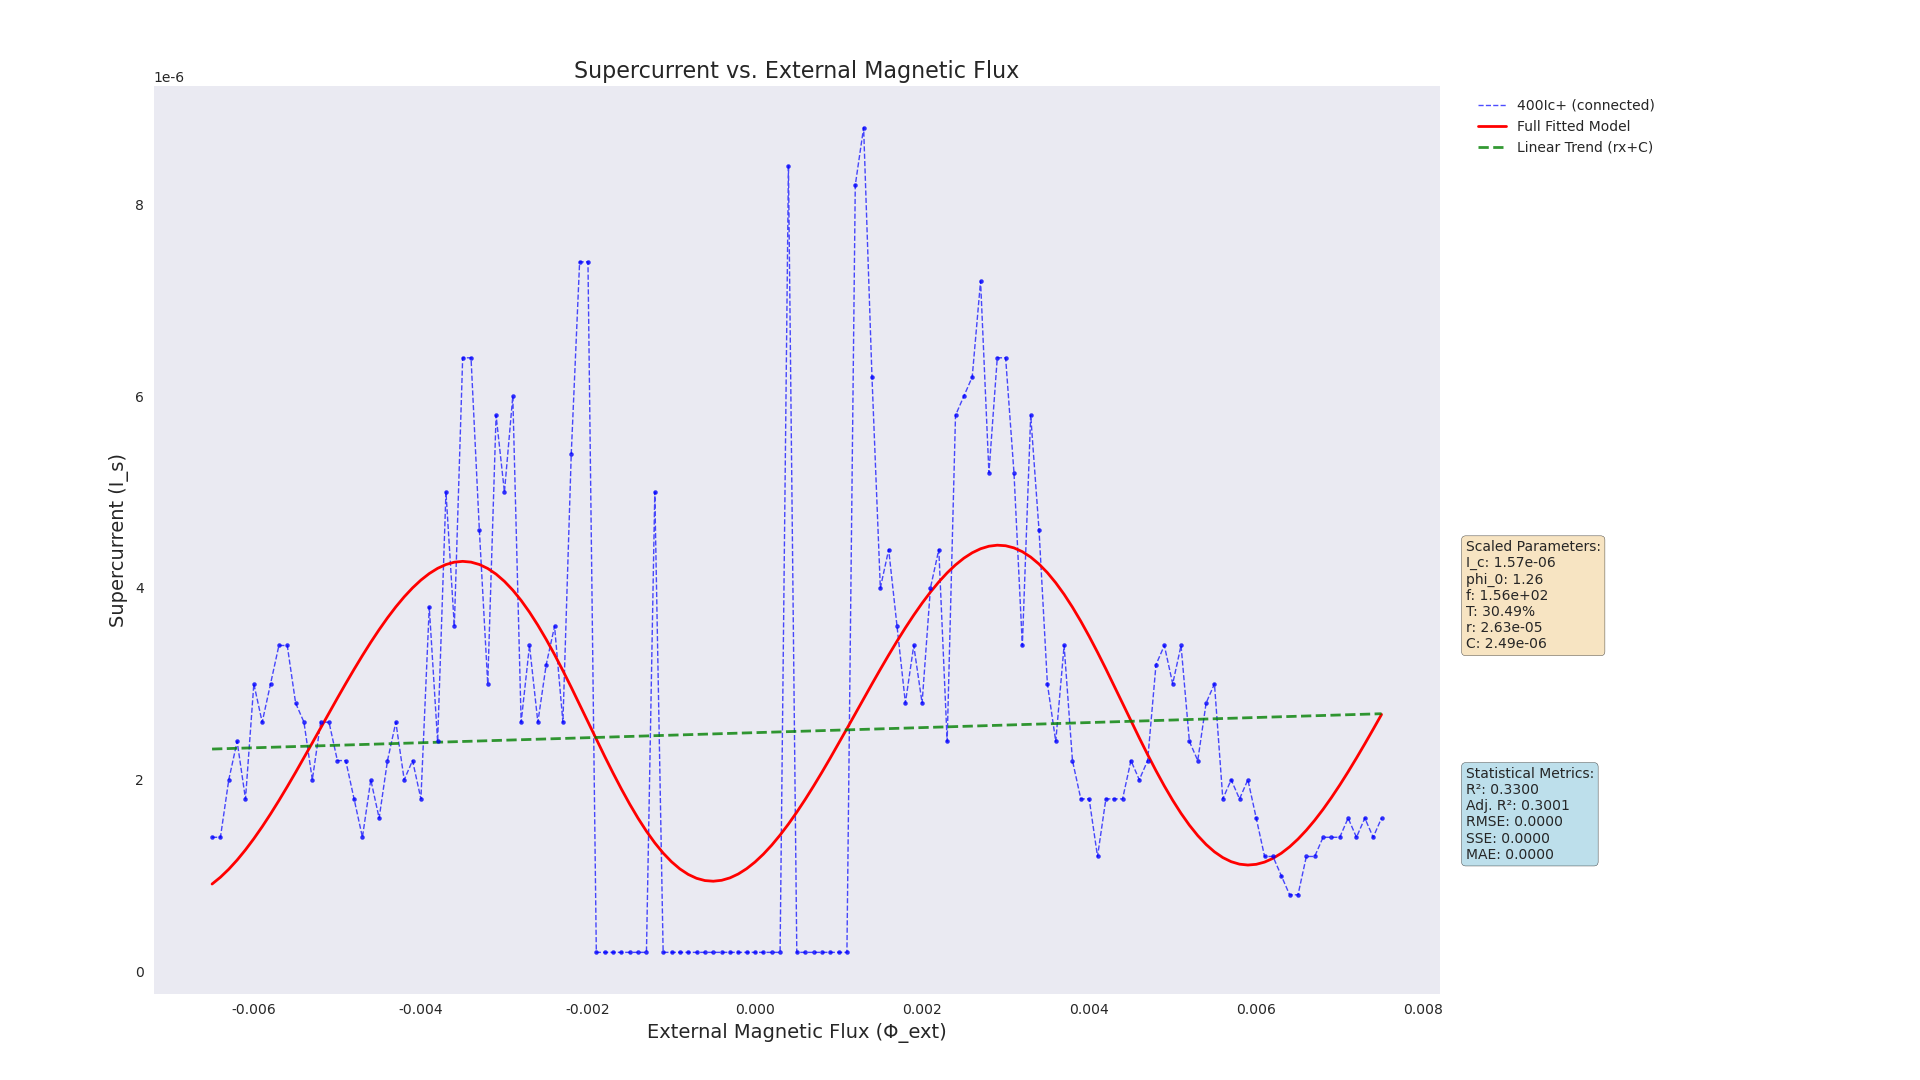 Supercurrent vs. External Magnetic Flux
1e-6
8
6
4
2
0
Supercurrent (I_s)
-0.006
-0.004
-0.002
0.000
0.002
0.004
0.006
0.008
External Magnetic Flux (Φ_ext)
400Ic+ (connected)
Full Fitted Model
Linear Trend (rx+C)
Scaled Parameters:
I_c: 1.57e-06
phi_0: 1.26
f: 1.56e+02
T: 30.49%
r: 2.63e-05
C: 2.49e-06
Statistical Metrics:
R²: 0.3300
Adj. R²: 0.3001
RMSE: 0.0000
SSE: 0.0000
MAE: 0.0000